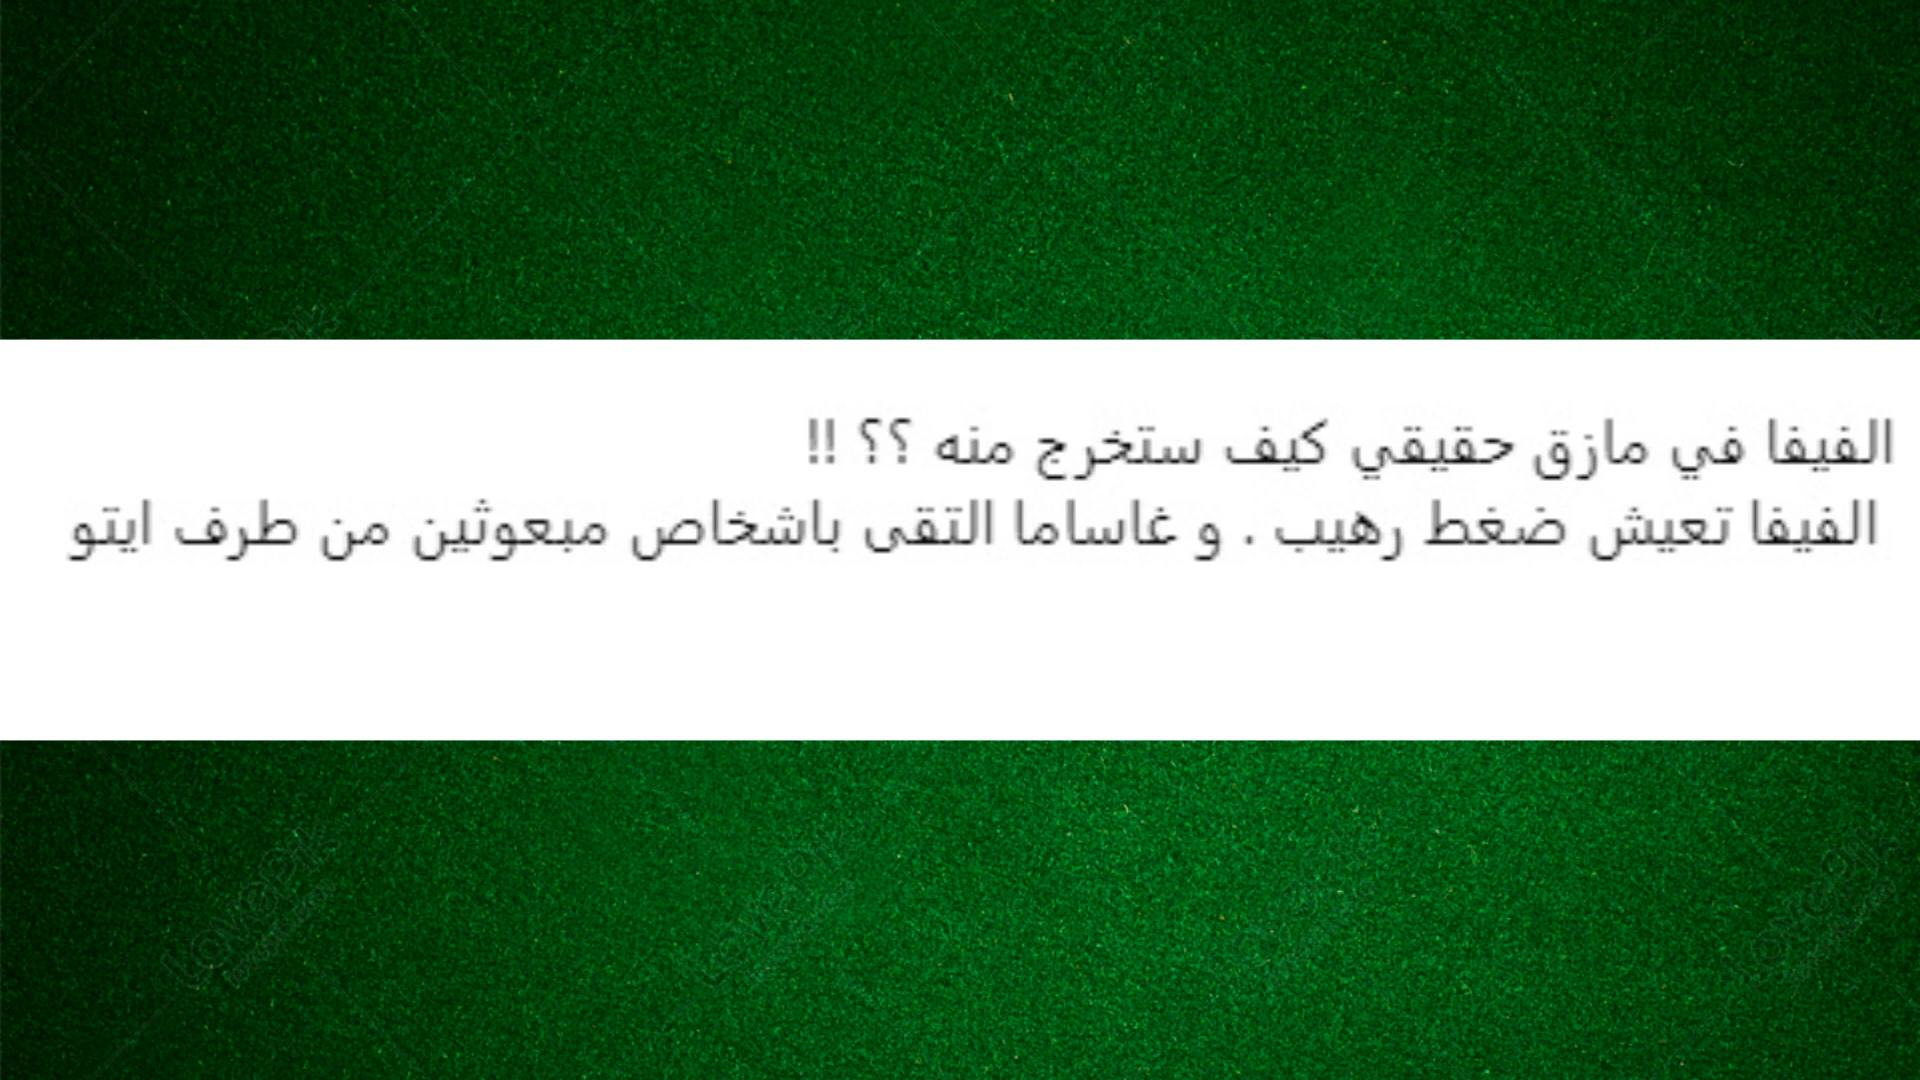 الفيفا في مازق حقيقي كيف ستخرج منه ؟؟ !!
الفيفا تعيش ضغط رهيب . و غاساما التقى باشخاص مبعوثين من طرف ايتو